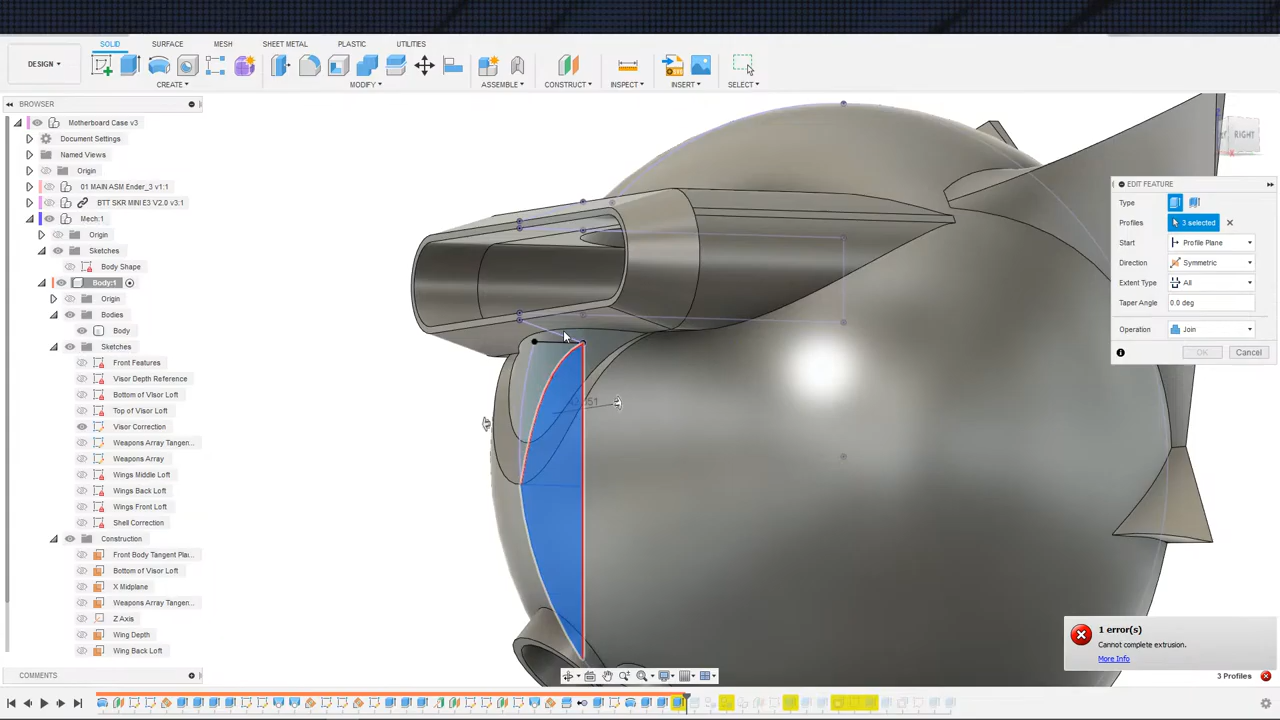 SOLID SURFACE MESH SHEET METAL PLASTIC UTILITIES
DESIGN
CREATE MODIFY ASSEMBLE CONSTRUCT INSPECT INSERT SELECT
BROWSER
Motherboard Case v3
Document Settings
Named Views
Origin
01 MAIN ASM Ender_3 v1:1
BTT SKR MINI E3 V2.0 v3:1
Mech:1
Origin
Sketches
Body Shape
Body:1
Origin
Bodies
Body
Sketches
Front Features
Visor Depth Reference
Bottom of Visor Loft
Top of Visor Loft
Visor Correction
Weapons Array Tangen...
Weapons Array
Wings Middle Loft
Wings Back Loft
Wings Front Loft
Shell Correction
Construction
Front Body Tangent Pla...
Bottom of Visor Loft
X Midplane
Weapons Array Tangen...
Z Axis
Wing Depth
Wing Back Loft
COMMENTS
RIGHT
EDIT FEATURE
Type
Profiles 3 selected
Start Profile Plane
Direction Symmetric
Extent Type All
Taper Angle 0.0 deg
Operation Join
OK Cancel
1 error(s)
Cannot complete extrusion.
More Info
3 Profiles